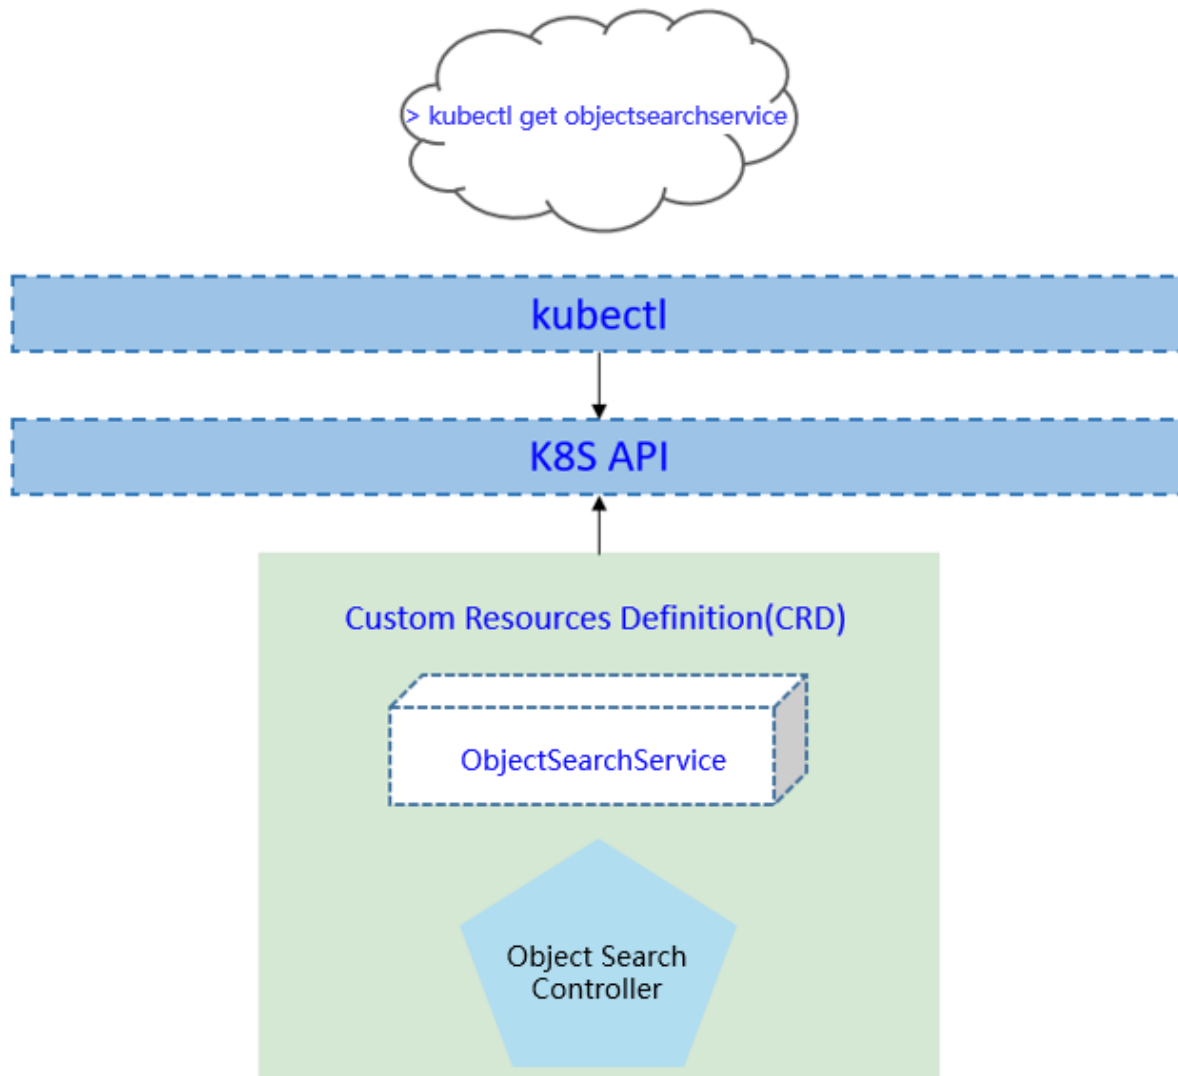 > kubectl get objectsearchservice
kubectl
K8S API
Custom Resources Definition(CRD)
ObjectSearchService
Object Search
Controller